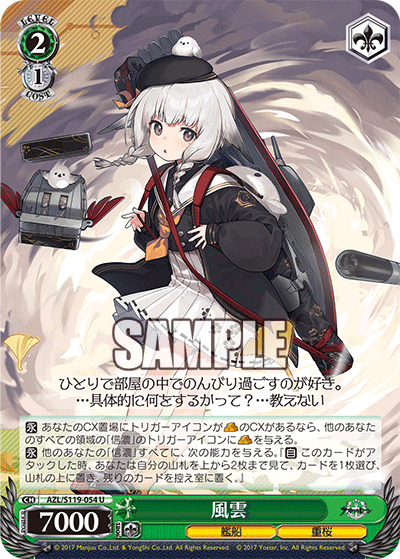 LEVEL
2
1
COST
SAMPLE
ひとりで部屋の中でのんびり過ごすのが好き。
…具体的に何をするかって？…教えない
永 あなたのCX置場にトリガーアイコンが のCXがあるなら、他のあなた
のすべての領域の「信濃」のトリガーアイコンに を与える。
永 他のあなたの「信濃」すべてに、次の能力を与える。『自 このカードがア
タックした時、あなたは自分の山札を上から2枚まで見て、カードを1枚選び、
山札の上に置き、残りのカードを控え室に置く。』
CH AZL/S119-054 U
7000
風雲
艦船
重桜
© 2017 Manjuu Co.,Ltd. & YongShi Co.,Ltd. All Rights Reserved. © 2017 Yostar, Inc. All Rights Reserved.